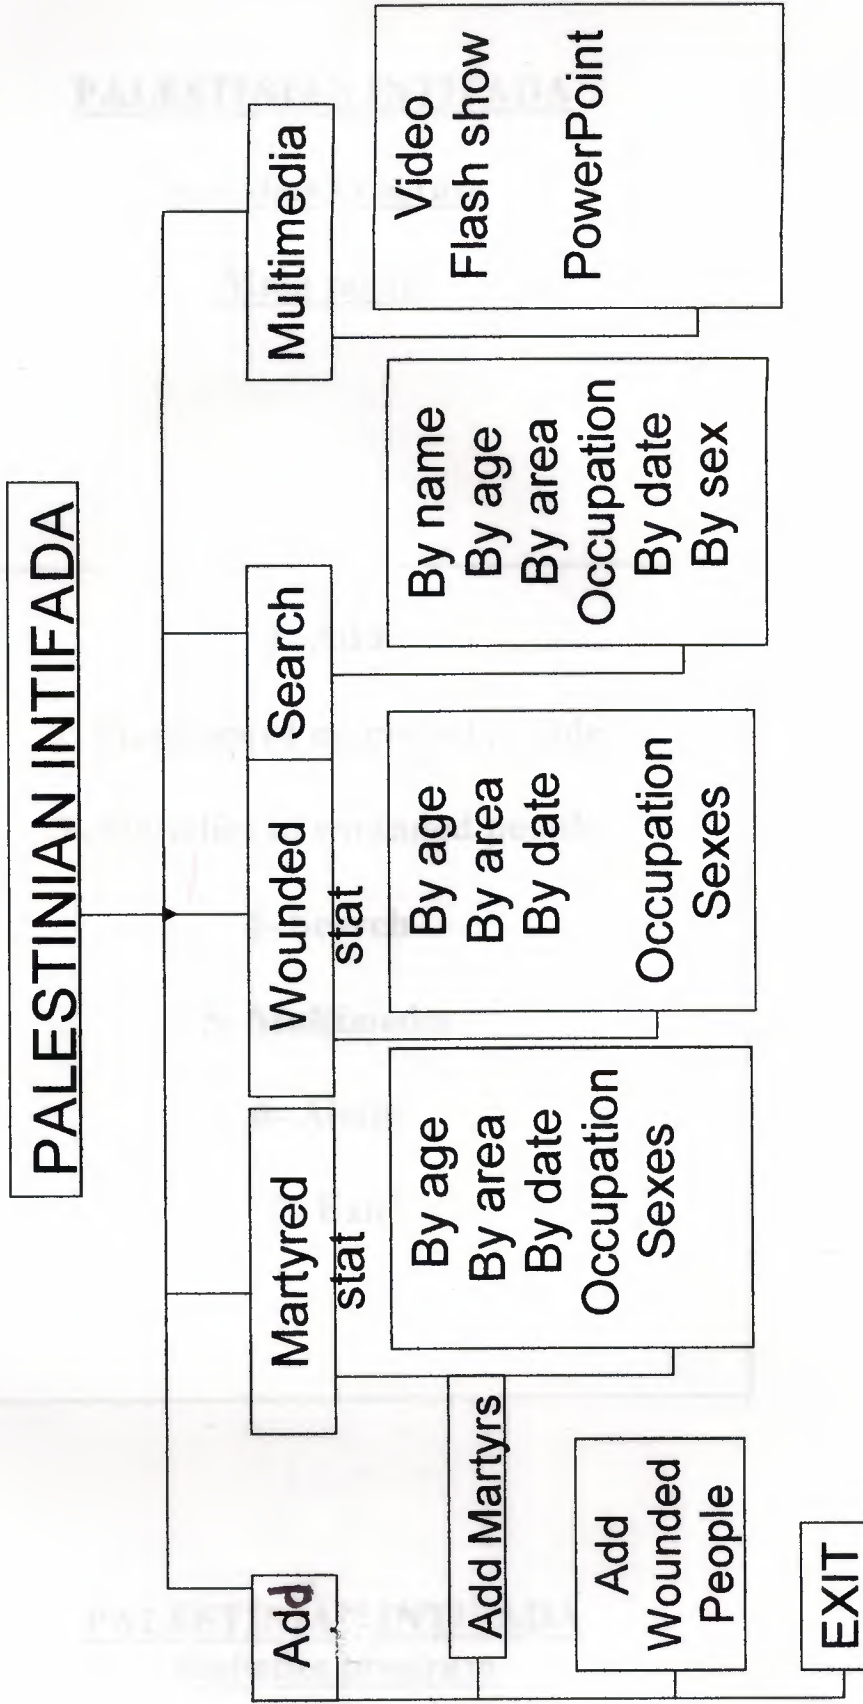 PALESTINIAN INTIFADA
Add
Martyred
stat
Wounded
stat
Search
Multimedia
Add Martyrs
Add
Wounded
People
EXIT
By age
By area
By date
Occupation
Sexes
By age
By area
By date
Occupation
Sexes
By name
By age
By area
Occupation
By date
By sex
Video
Flash show
PowerPoint